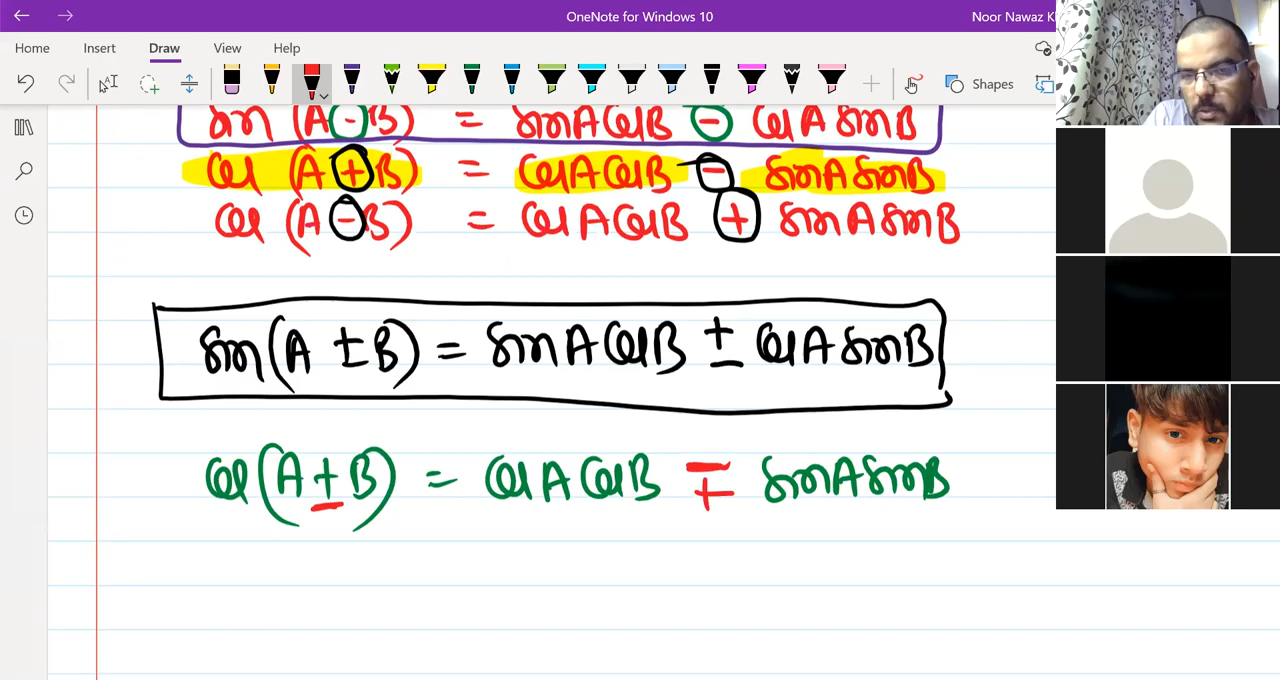 OneNote for Windows 10
Noor Nawaz K
Home Insert Draw View Help
Shapes
sin (A - B) = sinA cosB - cosA sinB
cos (A + B) = cosA cosB - sinA sinB
cos (A - B) = cosA cosB + sinA sinB
sin(A ± B) = sinA cosB ± cosA sinB
cos(A ± B) = cosA cosB ∓ sinA sinB